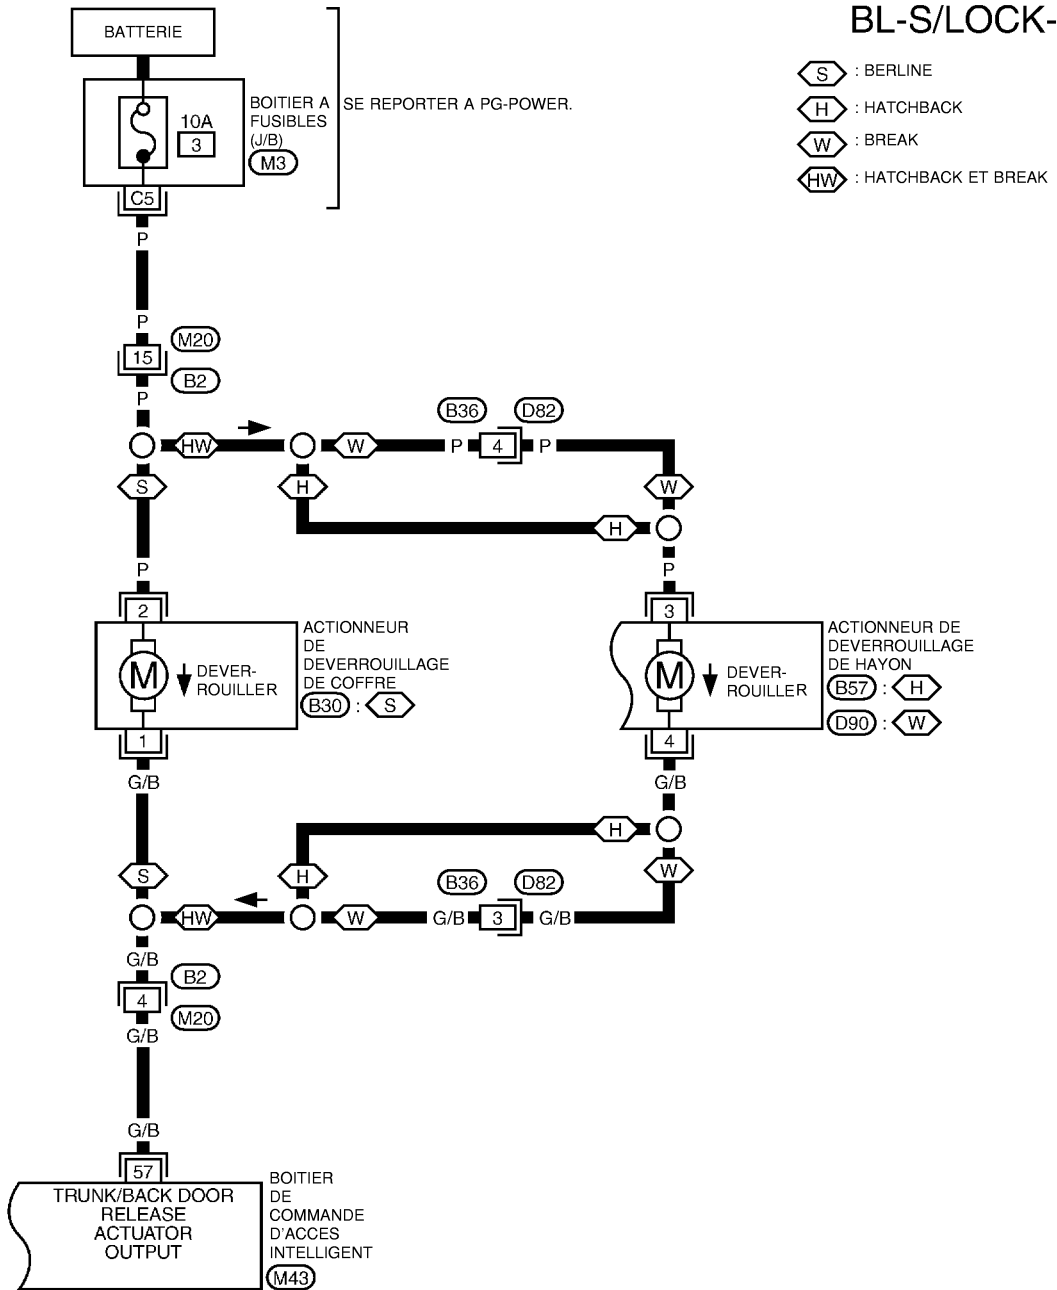 BL-S/LOCK-
BATTERIE
S : BERLINE
H : HATCHBACK
W : BREAK
HW : HATCHBACK ET BREAK
10A
3
BOITIER A
FUSIBLES
(J/B)
M3
SE REPORTER A PG-POWER.
C5
P
P
M20
15
B2
P
B36
D82
HW
W
P
4
P
S
H
W
H
P
P
2
3
M
DEVER-
ROUILLER
ACTIONNEUR
DE
DEVERROUILLAGE
DE COFFRE
B30 : S
M
DEVER-
ROUILLER
ACTIONNEUR DE
DEVERROUILLAGE
DE HAYON
B57 : H
D90 : W
1
4
G/B
G/B
H
S
H
W
B36
D82
HW
W
G/B
3
G/B
G/B
B2
4
M20
G/B
G/B
57
TRUNK/BACK DOOR
RELEASE
ACTUATOR
OUTPUT
BOITIER
DE
COMMANDE
D'ACCES
INTELLIGENT
M43